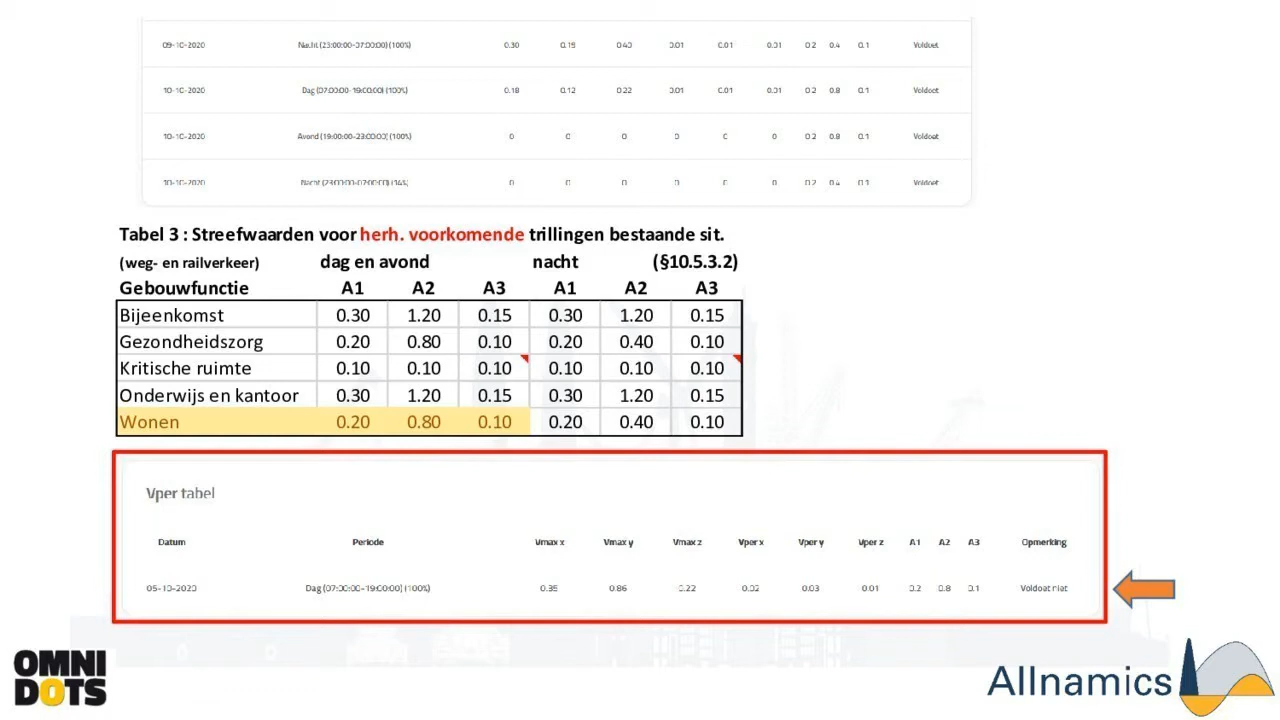 09-10-2020 Nacht (23:00:00-07:00:00) (100%) 0.30 0.15 0.40 0.01 0.01 0.01 0.2 0.4 0.1 Voldoet
10-10-2020 Dag (07:00:00-19:00:00) (100%) 0.18 0.12 0.22 0.01 0.01 0.01 0.2 0.8 0.1 Voldoet
10-10-2020 Avond (19:00:00-23:00:00) (100%) 0 0 0 0 0 0 0.2 0.8 0.1 Voldoet
10-10-2020 Nacht (23:00:00-07:00:00) (14%) 0 0 0 0 0 0 0.2 0.4 0.1 Voldoet
Tabel 3 : Streefwaarden voor herh. voorkomende trillingen bestaande sit.
(weg- en railverkeer) dag en avond nacht (§10.5.3.2)
Gebouwfunctie A1 A2 A3 A1 A2 A3
Bijeenkomst 0.30 1.20 0.15 0.30 1.20 0.15
Gezondheidszorg 0.20 0.80 0.10 0.20 0.40 0.10
Kritische ruimte 0.10 0.10 0.10 0.10 0.10 0.10
Onderwijs en kantoor 0.30 1.20 0.15 0.30 1.20 0.15
Wonen 0.20 0.80 0.10 0.20 0.40 0.10
Vper tabel
Datum Periode Vmax x Vmax y Vmax z Vper x Vper y Vper z A1 A2 A3 Opmerking
05-10-2020 Dag (07:00:00-19:00:00) (100%) 0.86 0.22 0.02 0.03 0.01 0.2 0.8 0.1 Voldoet niet
OMNI
DOTS
Allnamics